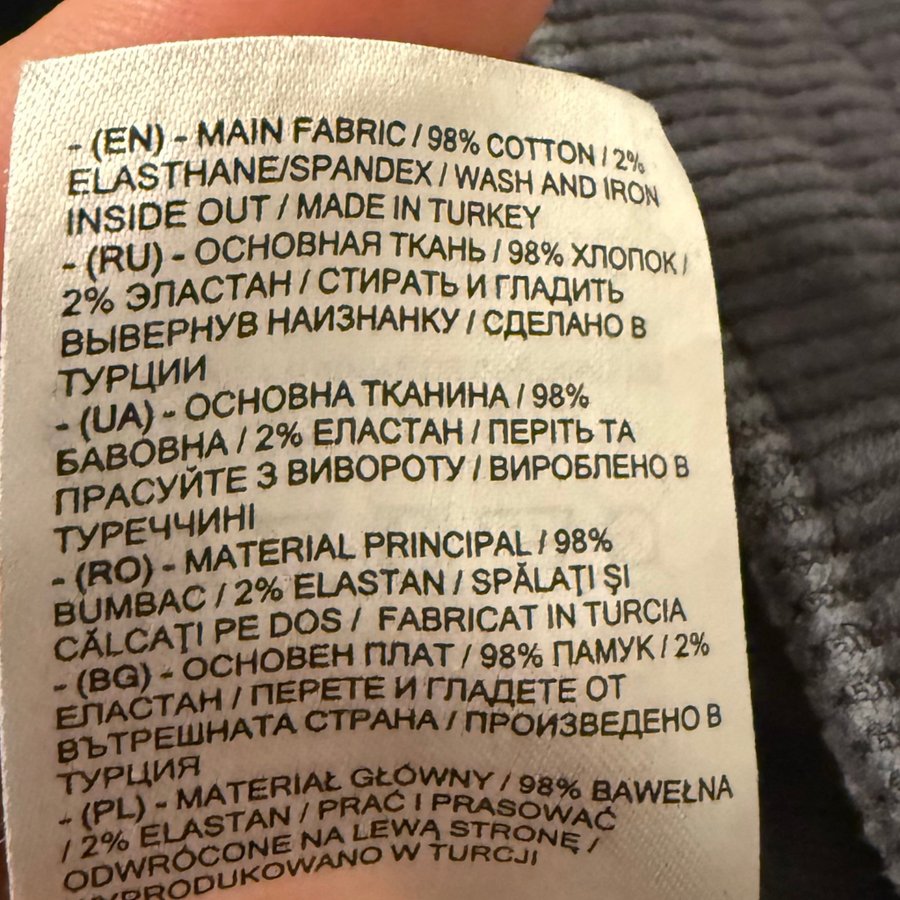 - (EN) - MAIN FABRIC / 98% COTTON / 2%
ELASTHANE/SPANDEX / WASH AND IRON
INSIDE OUT / MADE IN TURKEY
- (RU) - ОСНОВНАЯ ТКАНЬ / 98% ХЛОПОК /
2% ЭЛАСТАН / СТИРАТЬ И ГЛАДИТЬ
ВЫВЕРНУВ НАИЗНАНКУ / СДЕЛАНО В
ТУРЦИИ
- (UA) - ОСНОВНА ТКАНИНА / 98%
БАВОВНА / 2% ЕЛАСТАН / ПЕРІТЬ ТА
ПРАСУЙТЕ З ВИВОРОТУ / ВИРОБЛЕНО В
ТУРЕЧЧИНІ
- (RO) - MATERIAL PRINCIPAL / 98%
BUMBAC / 2% ELASTAN / SPĂLAȚI ȘI
CĂLCAȚI PE DOS / FABRICAT IN TURCIA
- (BG) - ОСНОВЕН ПЛАТ / 98% ПАМУК / 2%
ЕЛАСТАН / ПЕРЕТЕ И ГЛАДЕТЕ ОТ
ВЪТРЕШНАТА СТРАНА / ПРОИЗВЕДЕНО В
ТУРЦИЯ
- (PL) - MATERIAŁ GŁÓWNY / 98% BAWEŁNA
/ 2% ELASTAN / PRAĆ I PRASOWAĆ
ODWRÓCONE NA LEWĄ STRONĘ /
WYPRODUKOWANO W TURCJI